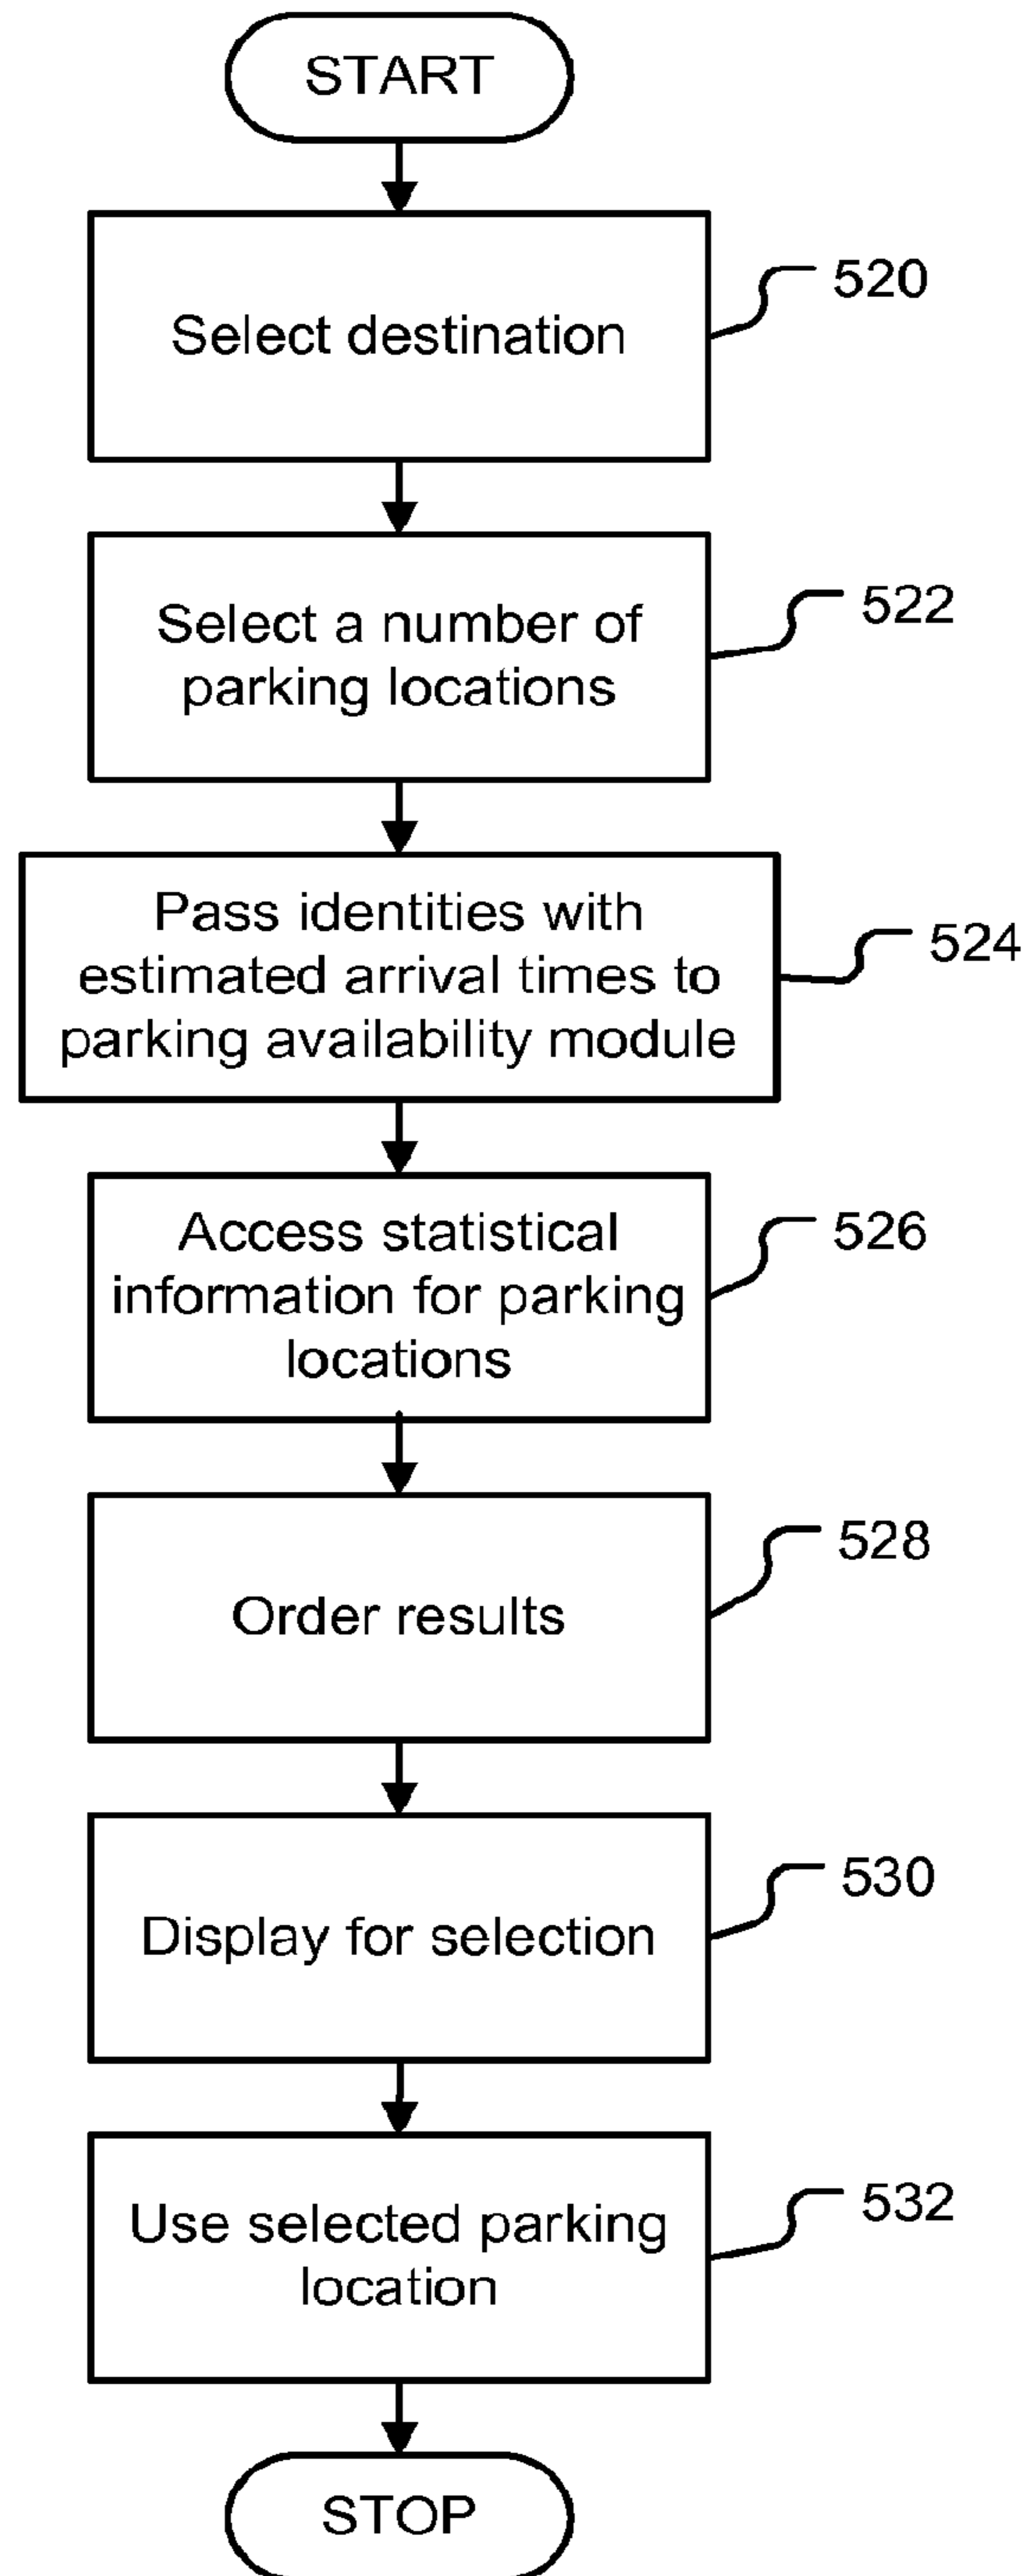 START
Select destination
520
Select a number of
parking locations
522
Pass identities with
estimated arrival times to
parking availability module
524
Access statistical
information for parking
locations
526
Order results
528
Display for selection
530
Use selected parking
location
532
STOP